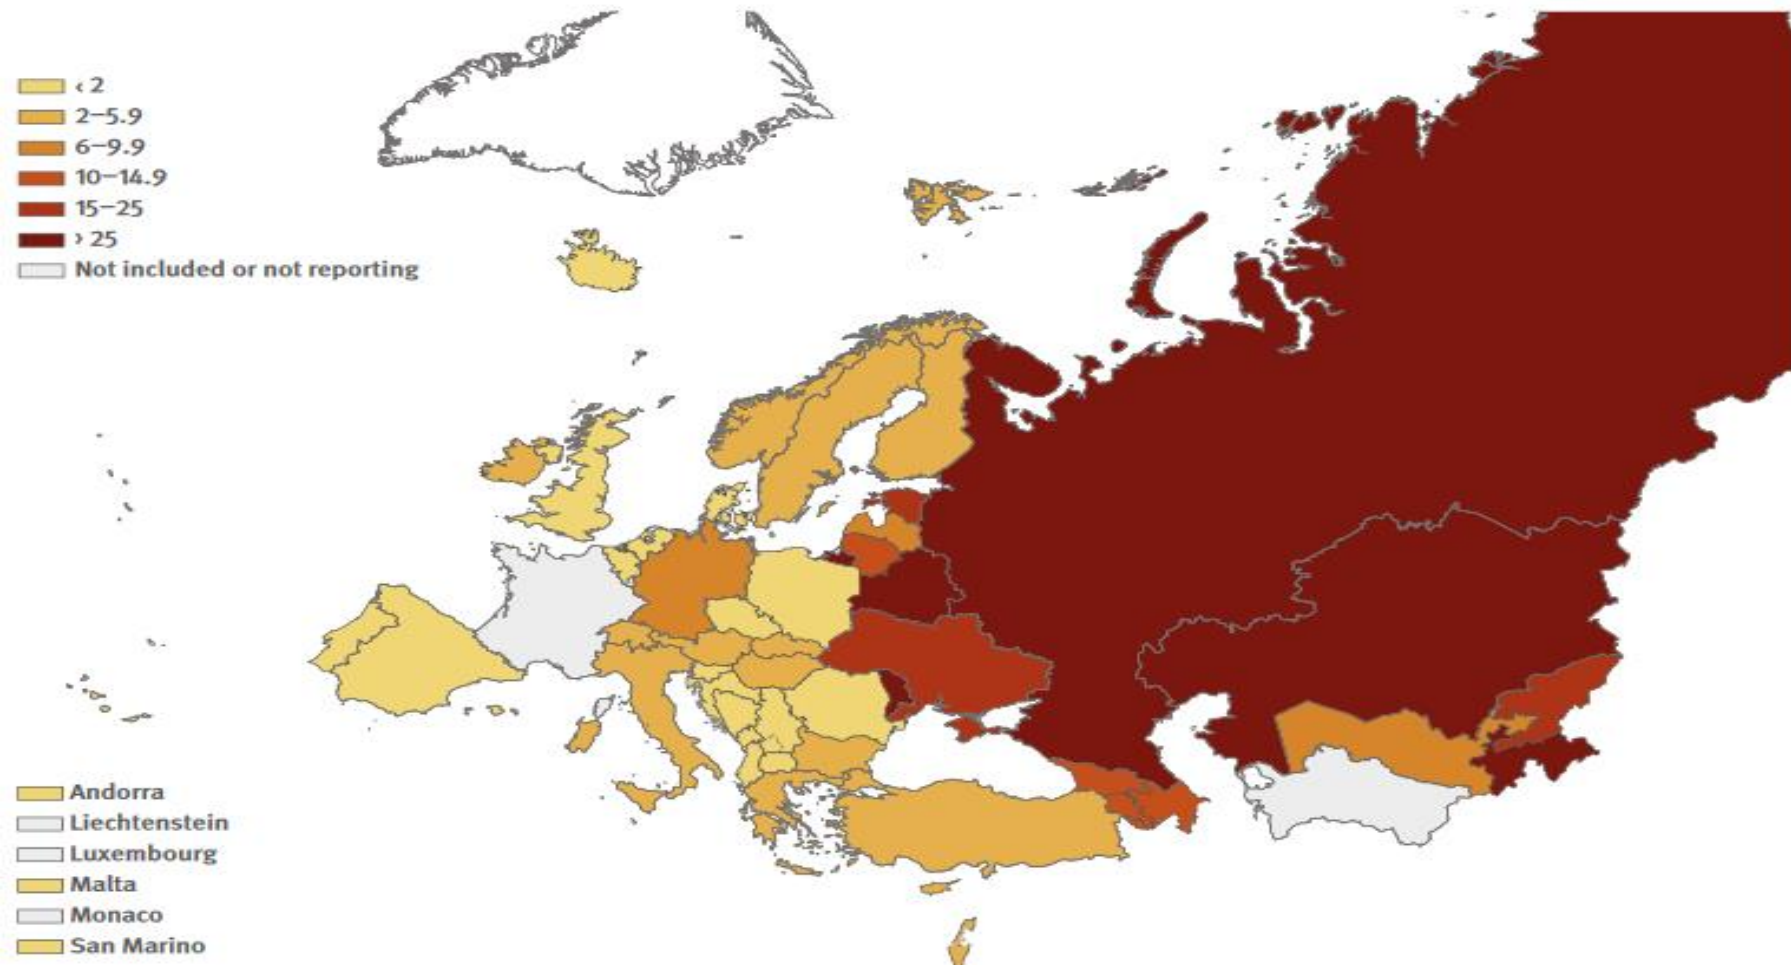 ‹ 2
2–5.9
6–9.9
10–14.9
15–25
› 25
Not included or not reporting
Andorra
Liechtenstein
Luxembourg
Malta
Monaco
San Marino